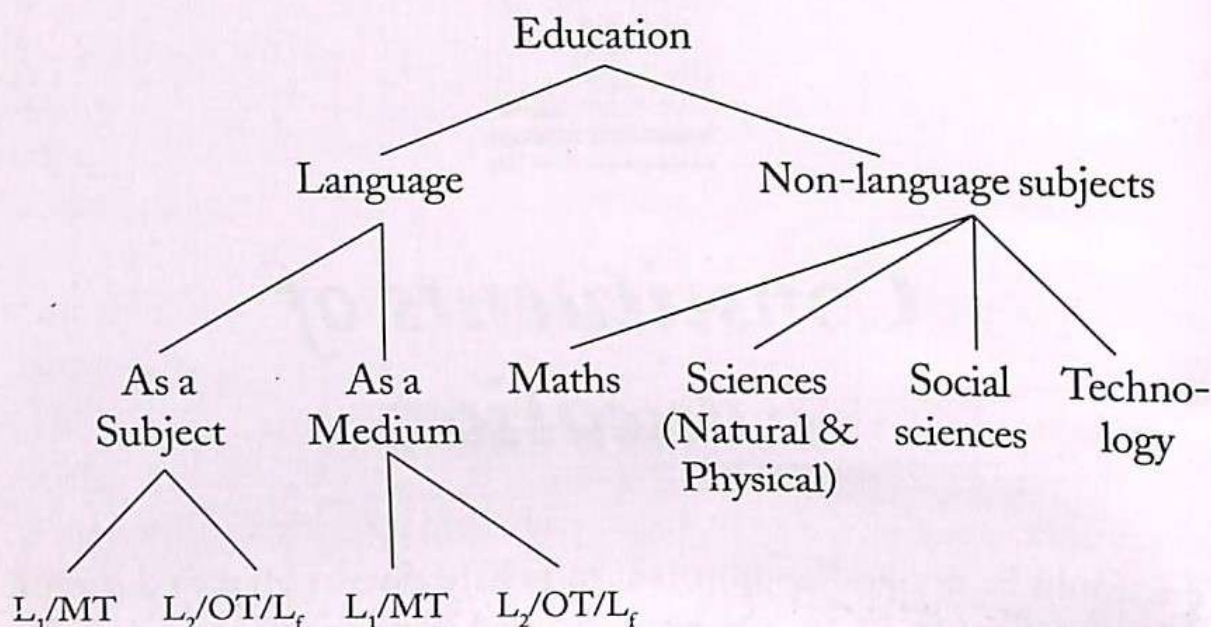 Education
Language Non-language subjects
As a As a Maths Sciences Social Techno-
Subject Medium (Natural & sciences logy
Physical)
L₁/MT L₂/OT/Lf L₁/MT L₂/OT/Lf